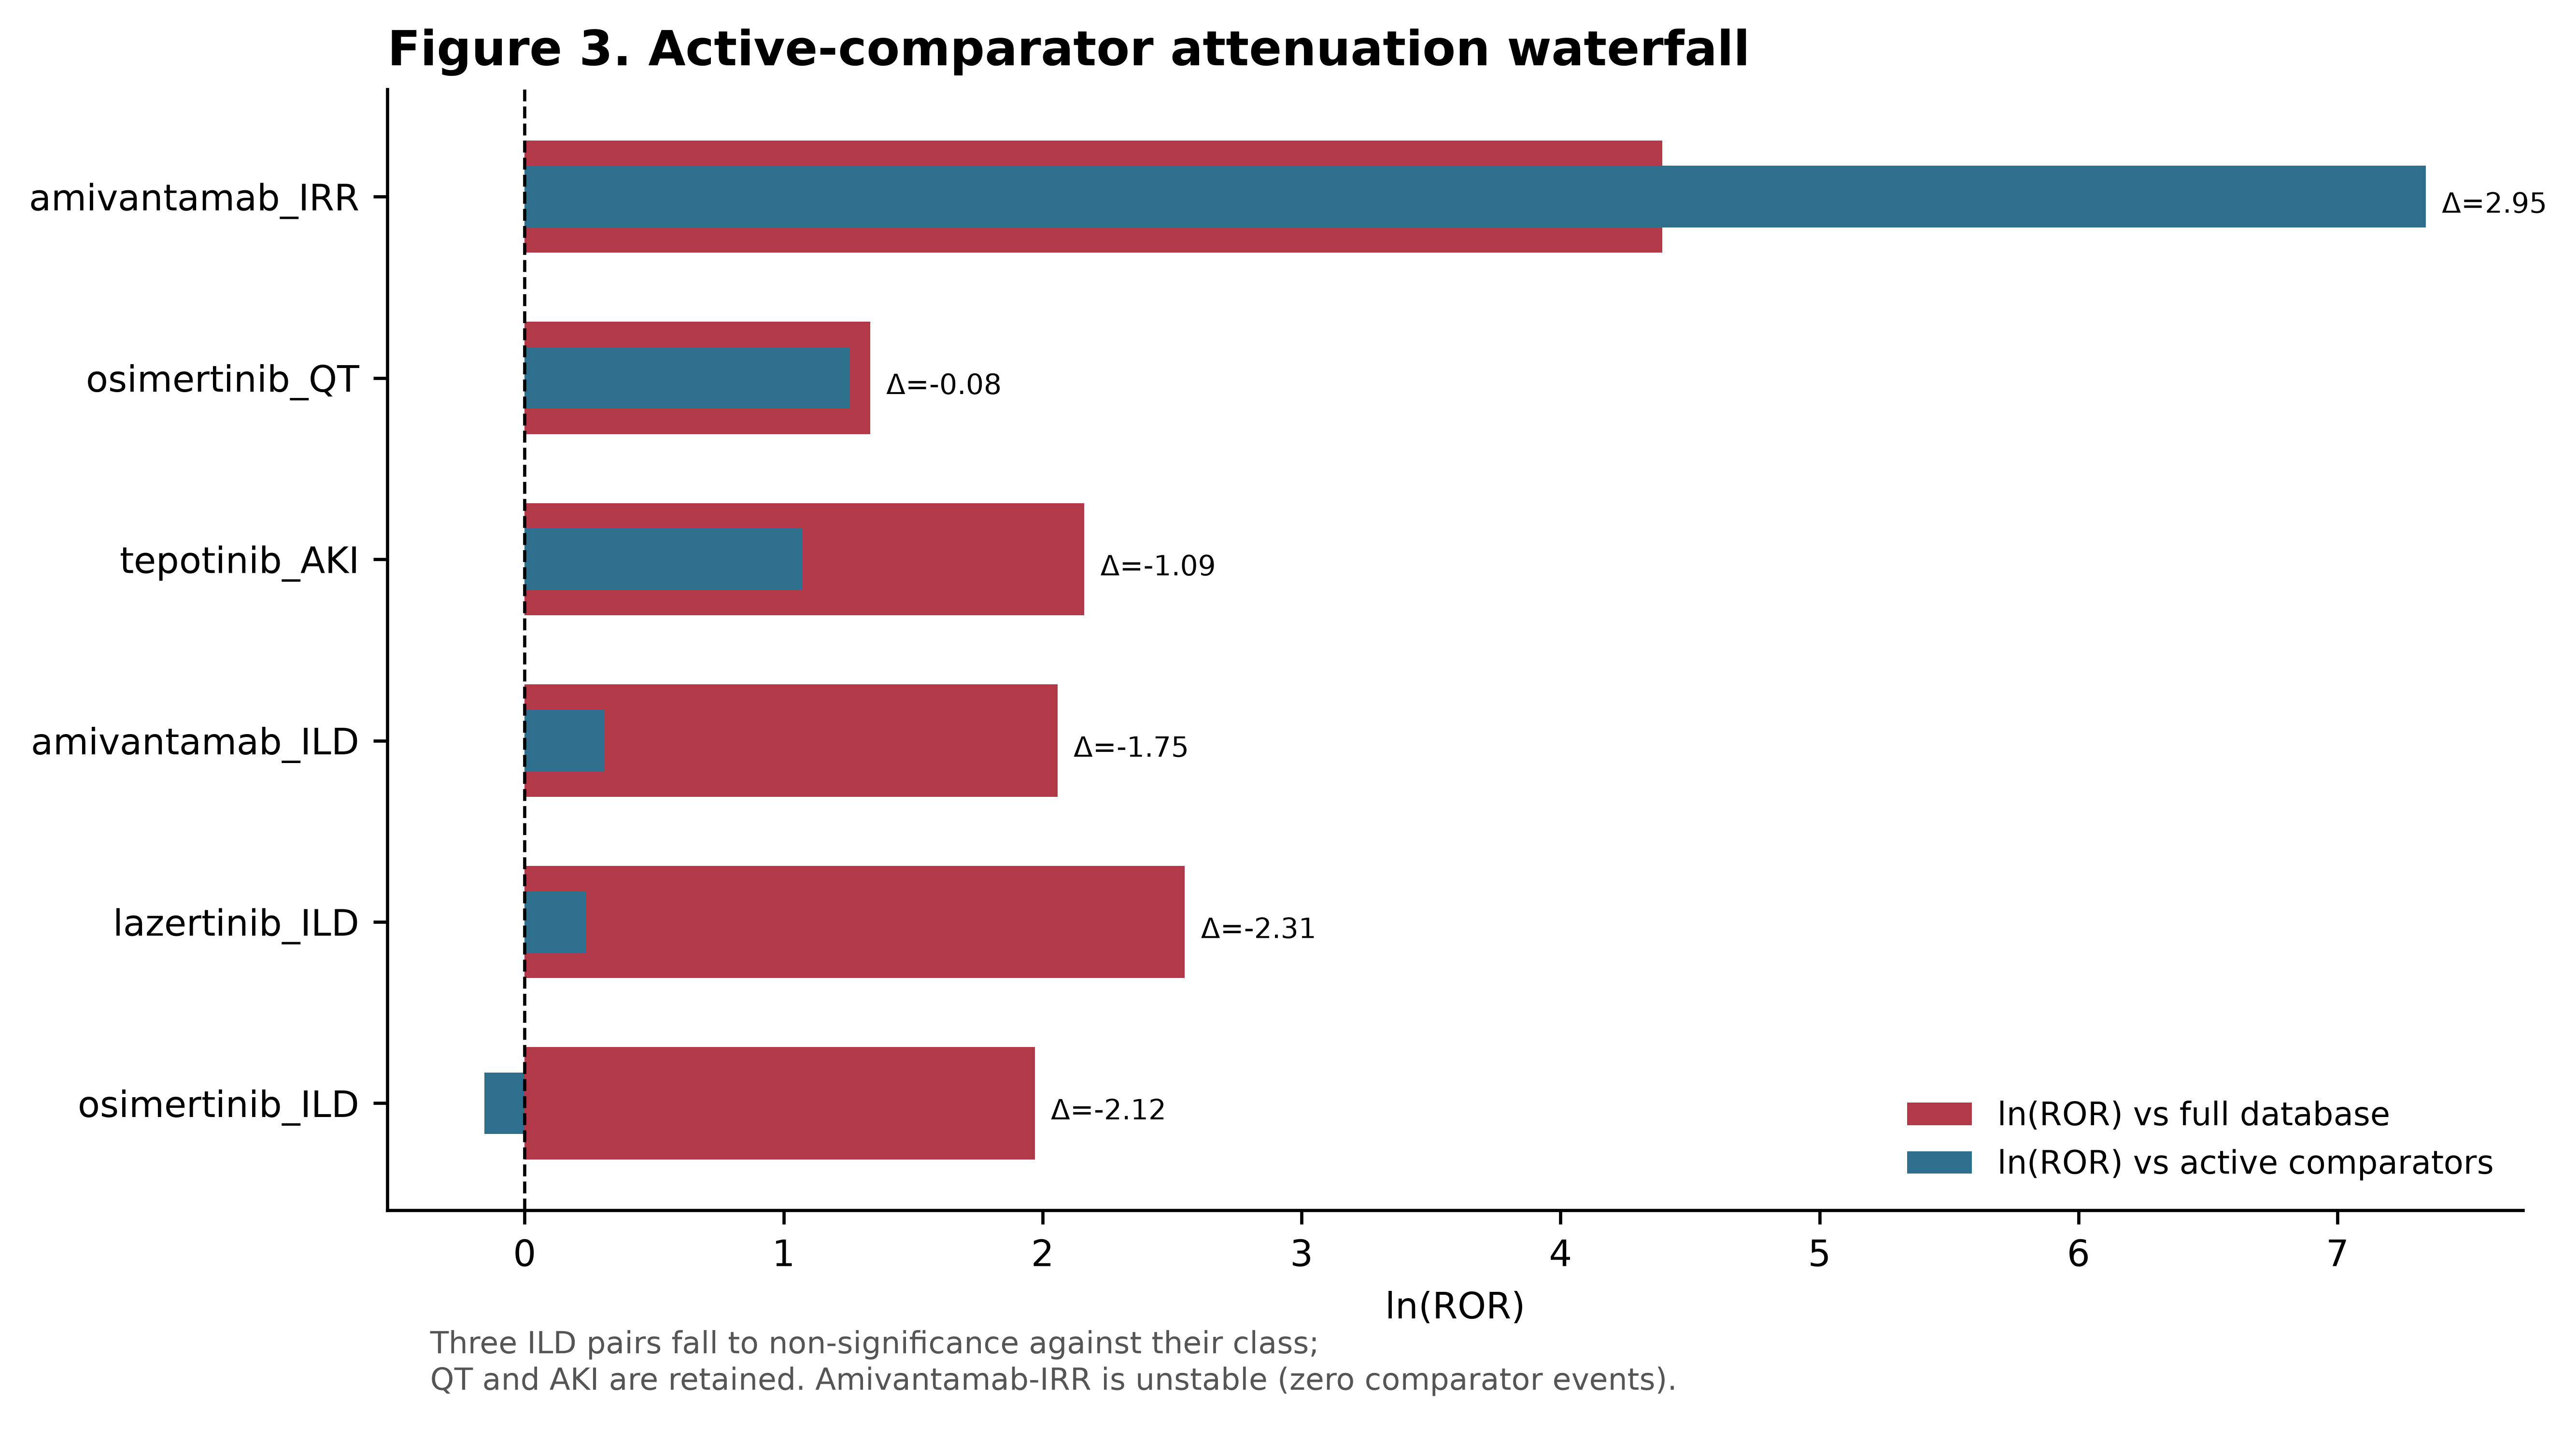 Figure 3. Active-comparator attenuation waterfall
amivantamab_IRR
Δ=2.95
osimertinib_QT
Δ=-0.08
tepotinib_AKI
Δ=-1.09
amivantamab_ILD
Δ=-1.75
lazertinib_ILD
Δ=-2.31
osimertinib_ILD
Δ=-2.12
ln(ROR) vs full database
ln(ROR) vs active comparators
0 1 2 3 4 5 6 7
ln(ROR)
Three ILD pairs fall to non-significance against their class;
QT and AKI are retained. Amivantamab-IRR is unstable (zero comparator events).